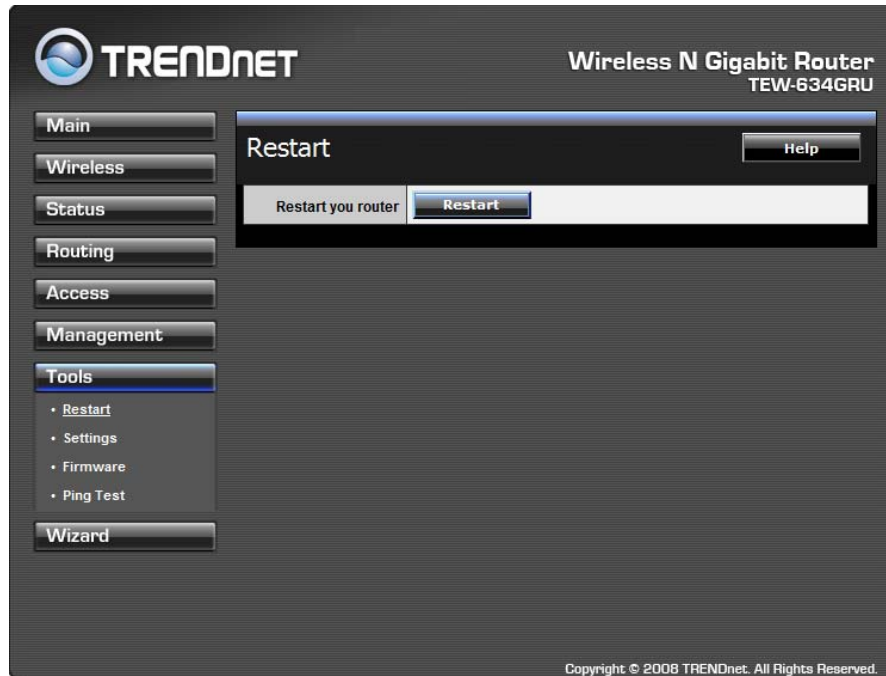 TRENDnet
Wireless N Gigabit Router
TEW-634GRU
Main
Wireless
Status
Routing
Access
Management
Tools
• Restart
• Settings
• Firmware
• Ping Test
Wizard
Restart
Help
Restart you router
Restart
Copyright © 2008 TRENDnet. All Rights Reserved.